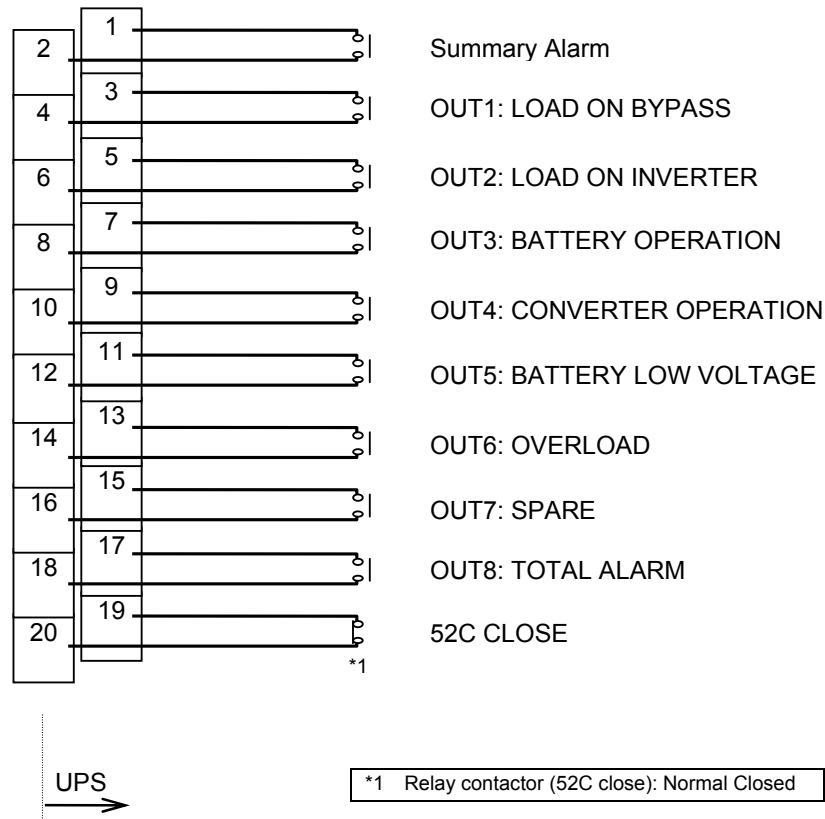 1
2
Summary Alarm
3
4
OUT1: LOAD ON BYPASS
5
6
OUT2: LOAD ON INVERTER
7
8
OUT3: BATTERY OPERATION
9
10
OUT4: CONVERTER OPERATION
11
12
OUT5: BATTERY LOW VOLTAGE
13
14
OUT6: OVERLOAD
15
16
OUT7: SPARE
17
18
OUT8: TOTAL ALARM
19
20
52C CLOSE
*1
UPS
*1 Relay contactor (52C close): Normal Closed